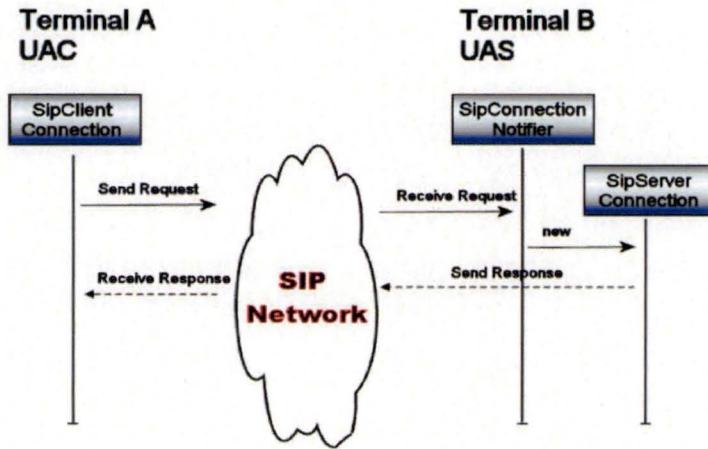 Terminal A
UAC
Terminal B
UAS
SipClient
Connection
SipConnection
Notifier
SipServer
Connection
Send Request
Receive Request
new
Receive Response
Send Response
SIP
Network